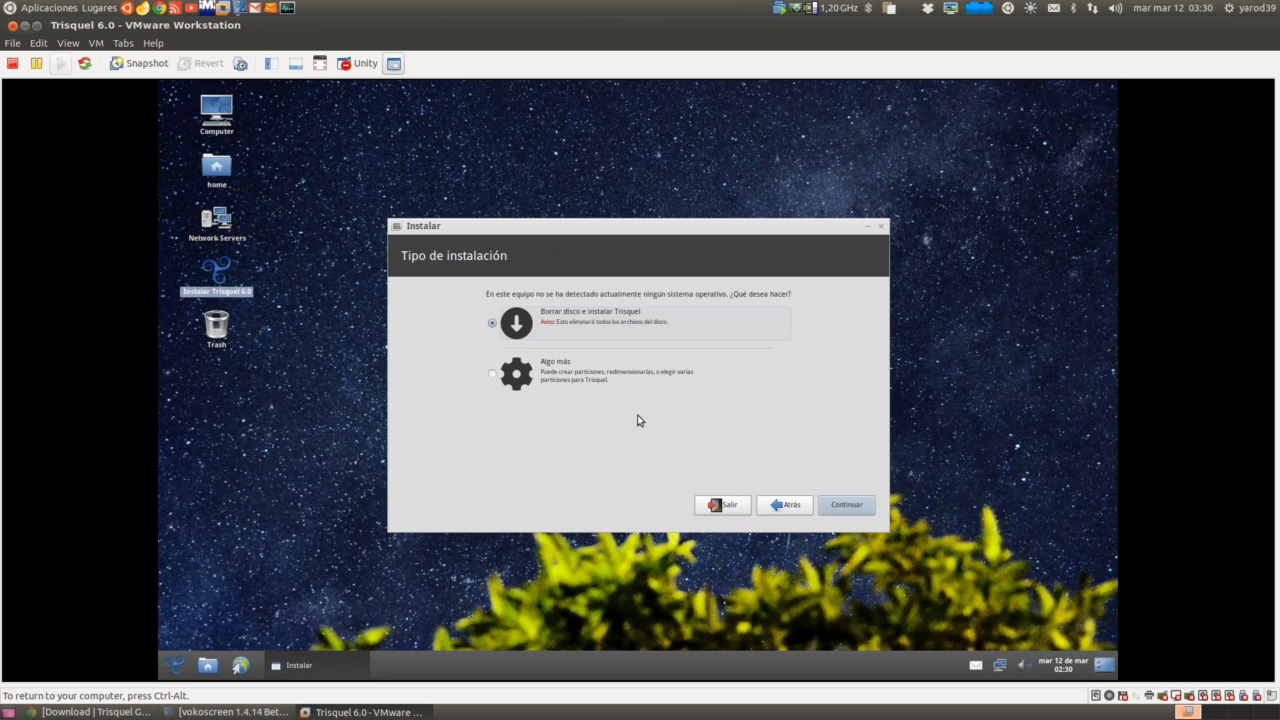 Aplicaciones Lugares
1,20 GHz
mar mar 12 03:30
yarod39
Trisquel 6.0 - VMware Workstation
File Edit View VM Tabs Help
Snapshot Revert Unity
Computer
home
Network Servers
Instalar Trisquel 6.0
Trash
Instalar
Tipo de instalación
En este equipo no se ha detectado actualmente ningún sistema operativo. ¿Qué desea hacer?
Borrar disco e instalar Trisquel
Aviso: Esto eliminará todos los archivos del disco.
Algo más
Puede crear particiones, redimensionarlas, o elegir varias
particiones para Trisquel.
Salir Atrás Continuar
Instalar
mar 12 de mar
02:30
To return to your computer, press Ctrl-Alt.
[Download | Trisquel G... [vokoscreen 1.4.14 Bet... Trisquel 6.0 - VMware ...